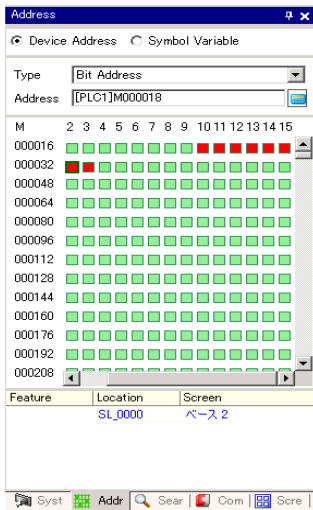 Address
Device Address Symbol Variable
Type Bit Address
Address [PLC1]M000018
M 2 3 4 5 6 7 8 9 10 11 12 13 14 15
000016
000032
000048
000064
000080
000096
000112
000128
000144
000160
000176
000192
000208
Feature Location Screen
SL_0000 ベース 2
Syst Addr Sear Com Scre